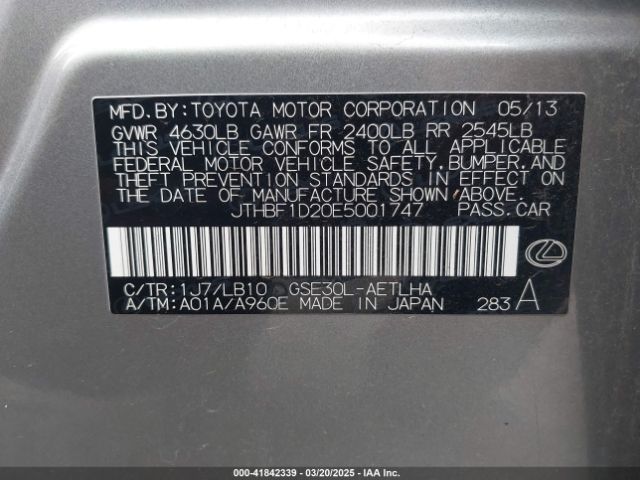 MFD.BY:TOYOTA MOTOR CORPORATION 05/13
GVWR 4630LB GAWR FR 2400LB RR 2545LB
THIS VEHICLE CONFORMS TO ALL APPLICABLE
FEDERAL MOTOR VEHICLE SAFETY,BUMPER,AND
THEFT PREVENTION STANDARDS IN EFFECT ON
THE DATE OF MANUFACTURE SHOWN ABOVE.
JTHBF1D20E5001747 PASS.CAR
C/TR:1J7/LB10 GSE30L-AETLHA
A/TM:A01A/A960E MADE IN JAPAN 283 A
000-41842339 - 03/20/2025 - IAA Inc.